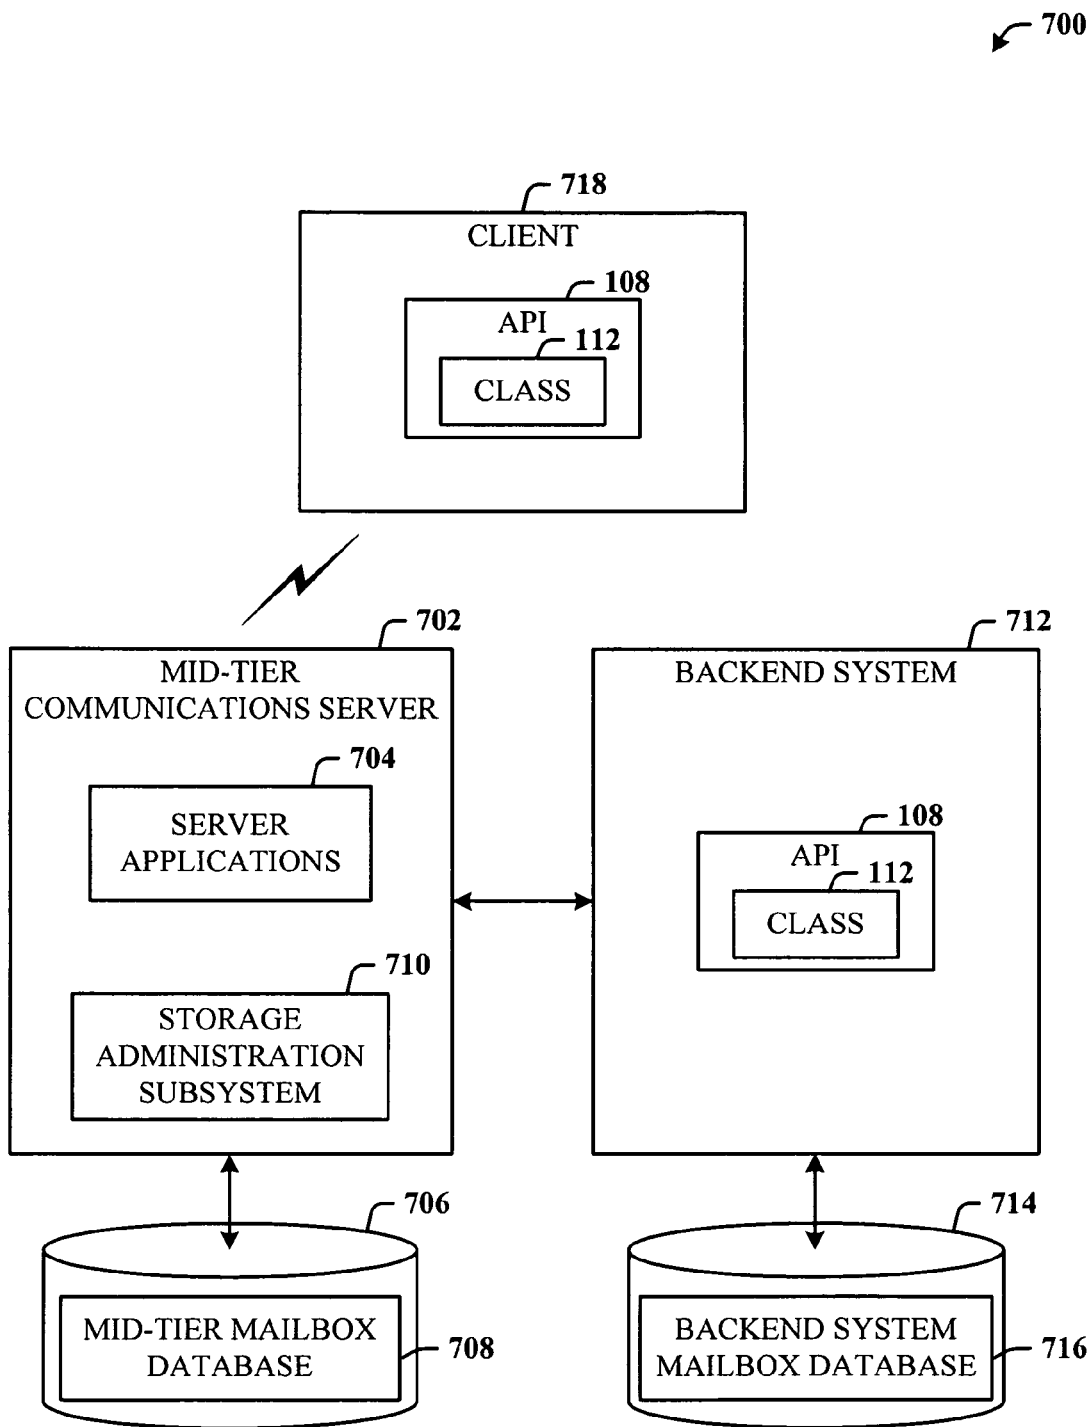 700
718
CLIENT
108
API
112
CLASS
702
MID-TIER
COMMUNICATIONS SERVER
704
SERVER
APPLICATIONS
710
STORAGE
ADMINISTRATION
SUBSYSTEM
712
BACKEND SYSTEM
108
API
112
CLASS
706
MID-TIER MAILBOX
DATABASE
708
714
BACKEND SYSTEM
MAILBOX DATABASE
716